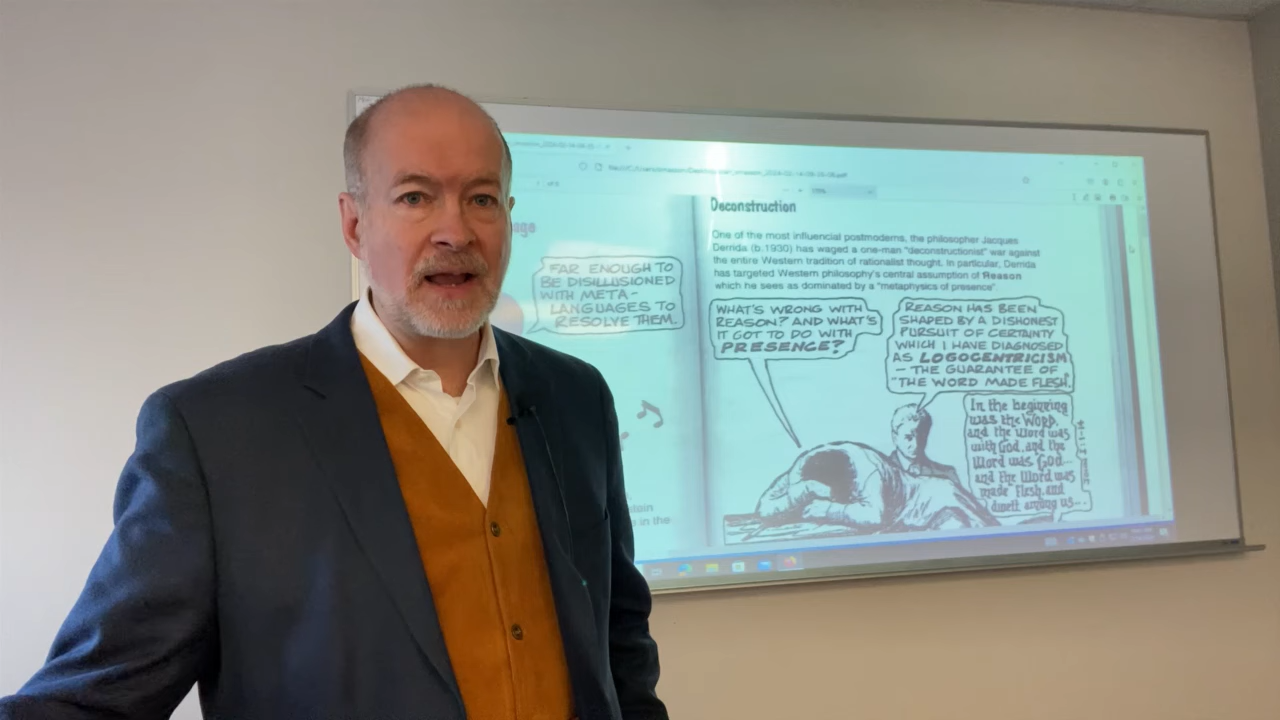 Deconstruction
One of the most influential postmoderns, the philosopher Jacques
Derrida (b.1930) has waged a one-man "deconstructionist" war against
the entire Western tradition of rationalist thought. In particular, Derrida
has targeted Western philosophy's central assumption of Reason
which he sees as dominated by a "metaphysics of presence".
FAR ENOUGH TO
BE DISILLUSIONED
WITH META-
LANGUAGES TO
RESOLVE THEM.
WHAT'S WRONG WITH
REASON? AND WHAT'S
IT GOT TO DO WITH
PRESENCE?
REASON HAS BEEN
SHAPED BY A DISHONEST
PURSUIT OF CERTAINTY
WHICH I HAVE DIAGNOSED
AS LOGOCENTRICISM
– THE GUARANTEE OF
"THE WORD MADE FLESH".
In the beginning
was the WORD,
and the Word was
with God, and the
Word was God...
and the Word was
made flesh, and
dwelt among us...
in the